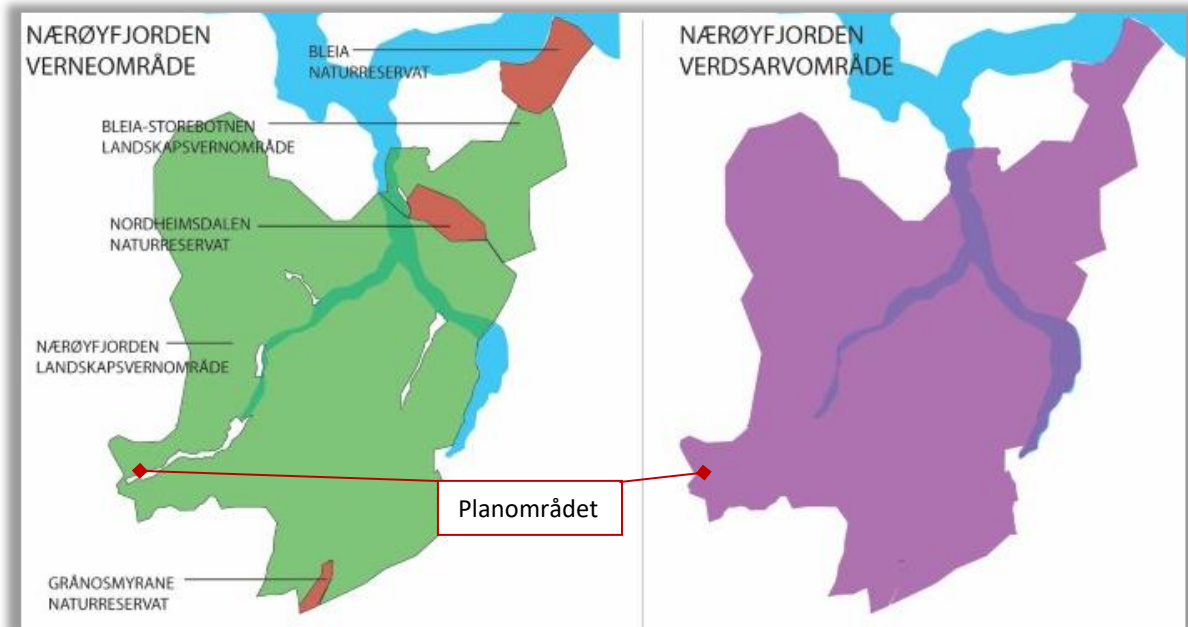 NÆRØYFJORDEN
VERNEOMRÅDE
BLEIA
NATURRESERVAT
BLEIA-STOREBOTNEN
LANDSKAPSVERNOMRÅDE
NORDHEIMSDALEN
NATURRESERVAT
NÆRØYFJORDEN
LANDSKAPSVERNOMRÅDE
GRÅNOSMYRANE
NATURRESERVAT
Planområdet
NÆRØYFJORDEN
VERDSARVOMRÅDE